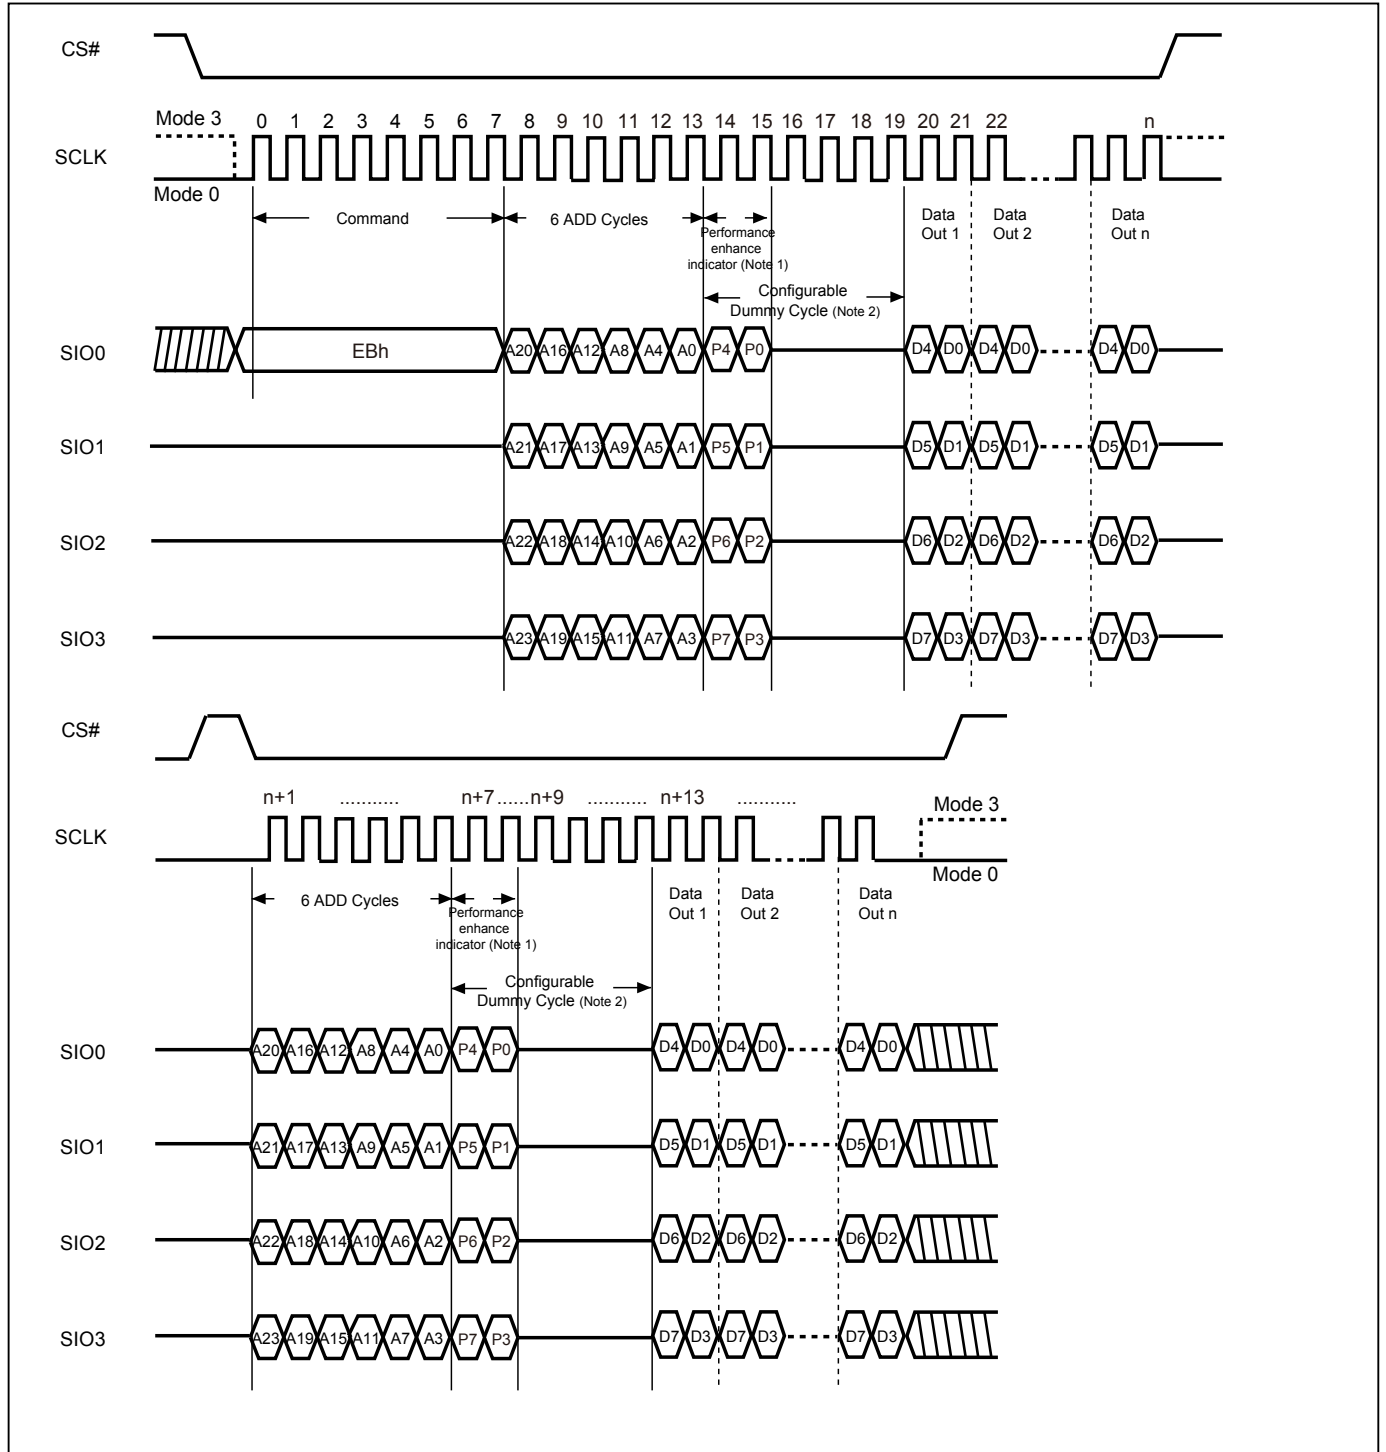 CS#
Mode 3
0 1 2 3 4 5 6 7 8 9 10 11 12 13 14 15 16 17 18 19 20 21 22 n
SCLK
Mode 0
Command
6 ADD Cycles
Performance
enhance
indicator (Note 1)
Data
Out 1
Data
Out 2
Data
Out n
Configurable
Dummy Cycle (Note 2)
SIO0 EBh A20 A16 A12 A8 A4 A0 P4 P0 D4 D0 D4 D0 D4 D0
SIO1 A21 A17 A13 A9 A5 A1 P5 P1 D5 D1 D5 D1 D5 D1
SIO2 A22 A18 A14 A10 A6 A2 P6 P2 D6 D2 D6 D2 D6 D2
SIO3 A23 A19 A15 A11 A7 A3 P7 P3 D7 D3 D7 D3 D7 D3
CS#
n+1 ........... n+7 ......n+9 ........... n+13 ...........
Mode 3
SCLK
Mode 0
6 ADD Cycles
Performance
enhance
indicator (Note 1)
Data
Out 1
Data
Out 2
Data
Out n
Configurable
Dummy Cycle (Note 2)
SIO0 A20 A16 A12 A8 A4 A0 P4 P0 D4 D0 D4 D0 D4 D0
SIO1 A21 A17 A13 A9 A5 A1 P5 P1 D5 D1 D5 D1 D5 D1
SIO2 A22 A18 A14 A10 A6 A2 P6 P2 D6 D2 D6 D2 D6 D2
SIO3 A23 A19 A15 A11 A7 A3 P7 P3 D7 D3 D7 D3 D7 D3